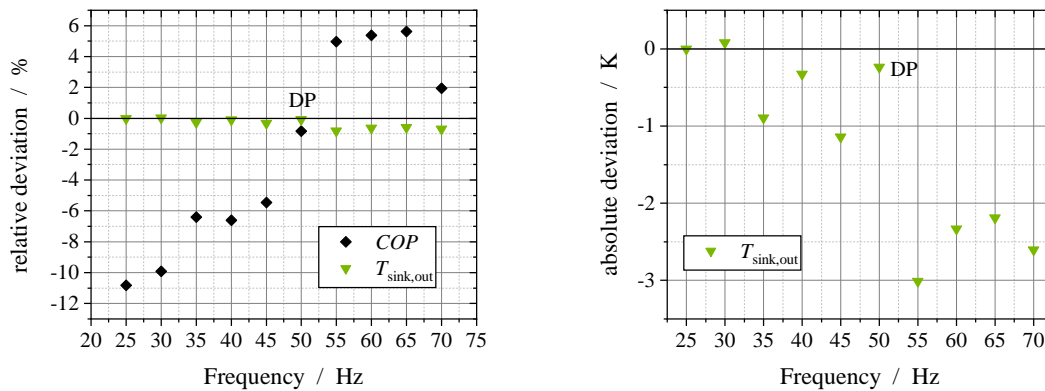 6
4
2
0
-2
-4
-6
-8
-10
-12
relative deviation / %
DP
COP
T_sink,out
20 25 30 35 40 45 50 55 60 65 70 75
Frequency / Hz
0
-1
-2
-3
absolute deviation / K
DP
T_sink,out
25 30 35 40 45 50 55 60 65 70
Frequency / Hz